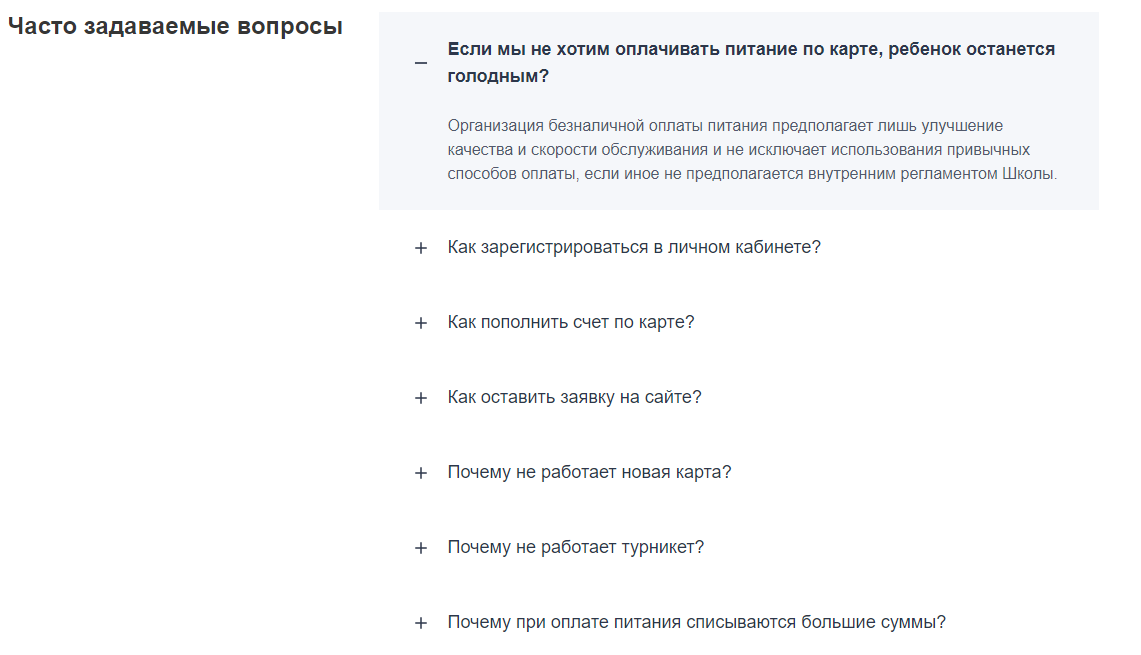 Часто задаваемые вопросы
Если мы не хотим оплачивать питание по карте, ребенок останется
голодным?
Организация безналичной оплаты питания предполагает лишь улучшение
качества и скорости обслуживания и не исключает использования привычных
способов оплаты, если иное не предполагается внутренним регламентом Школы.
Как зарегистрироваться в личном кабинете?
Как пополнить счет по карте?
Как оставить заявку на сайте?
Почему не работает новая карта?
Почему не работает турникет?
Почему при оплате питания списываются большие суммы?